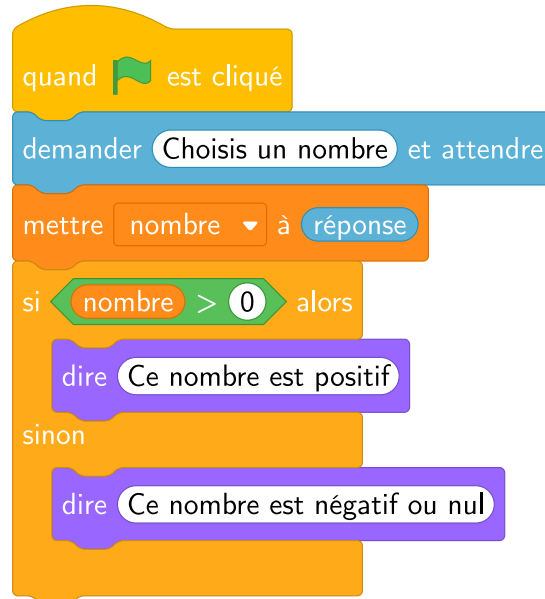 quand est cliqué
demander Choisis un nombre et attendre
mettre nombre à réponse
si nombre > 0 alors
dire Ce nombre est positif
sinon
dire Ce nombre est négatif ou nul